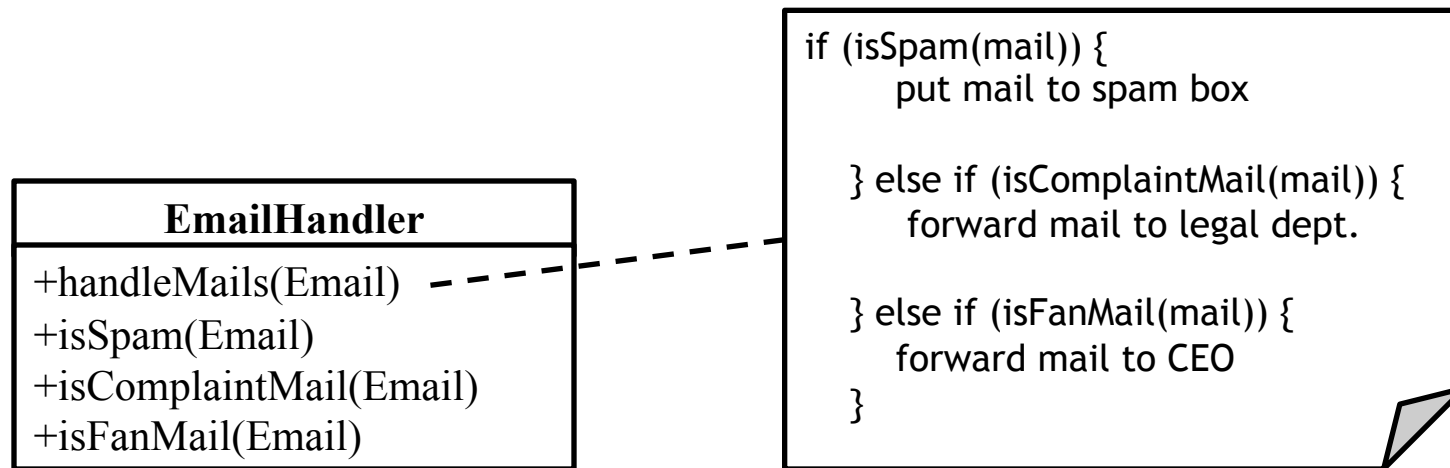 EmailHandler
+handleMails(Email)
+isSpam(Email)
+isComplaintMail(Email)
+isFanMail(Email)
if (isSpam(mail)) {
put mail to spam box
} else if (isComplaintMail(mail)) {
forward mail to legal dept.
} else if (isFanMail(mail)) {
forward mail to CEO
}